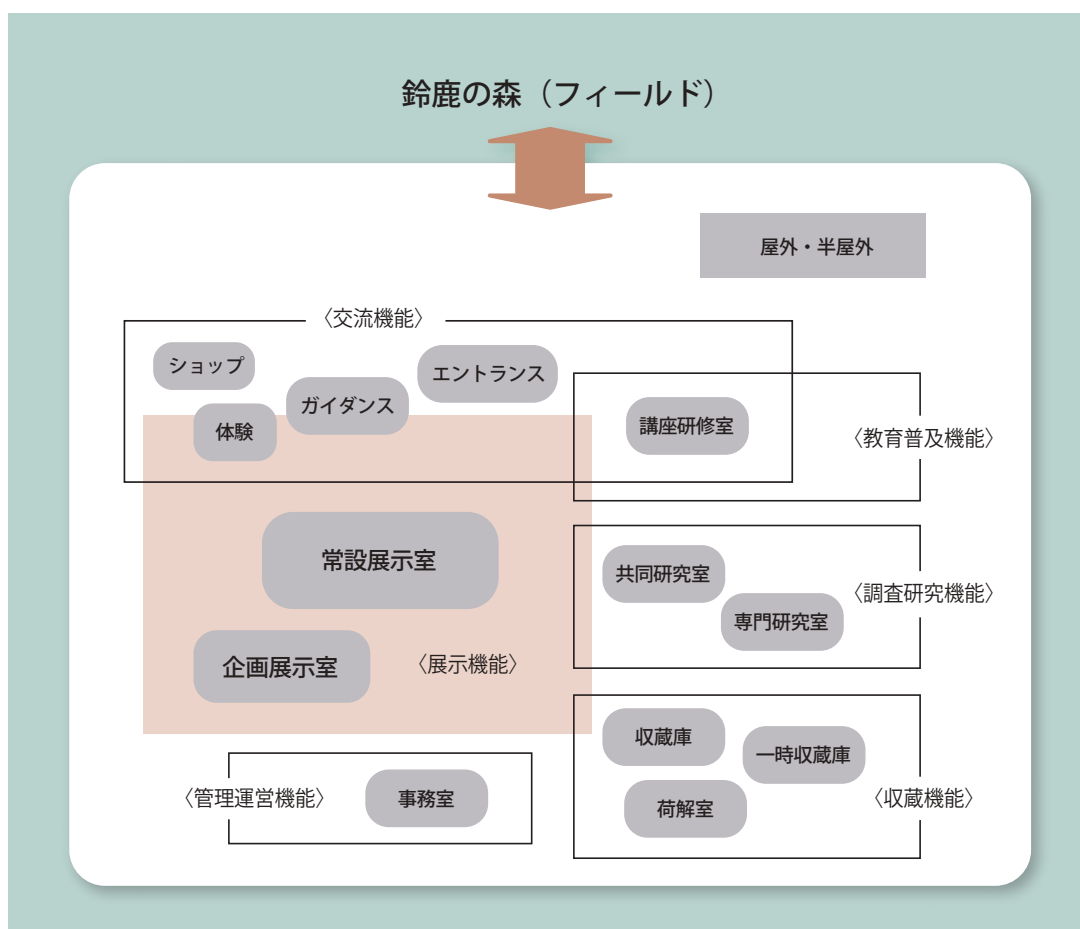 鈴鹿の森（フィールド）
屋外・半屋外
〈交流機能〉
ショップ
エントランス
ガイダンス
体験
講座研修室
〈教育普及機能〉
常設展示室
共同研究室
〈調査研究機能〉
専門研究室
企画展示室
〈展示機能〉
収蔵庫
一時収蔵庫
〈管理運営機能〉
事務室
荷解室
〈収蔵機能〉